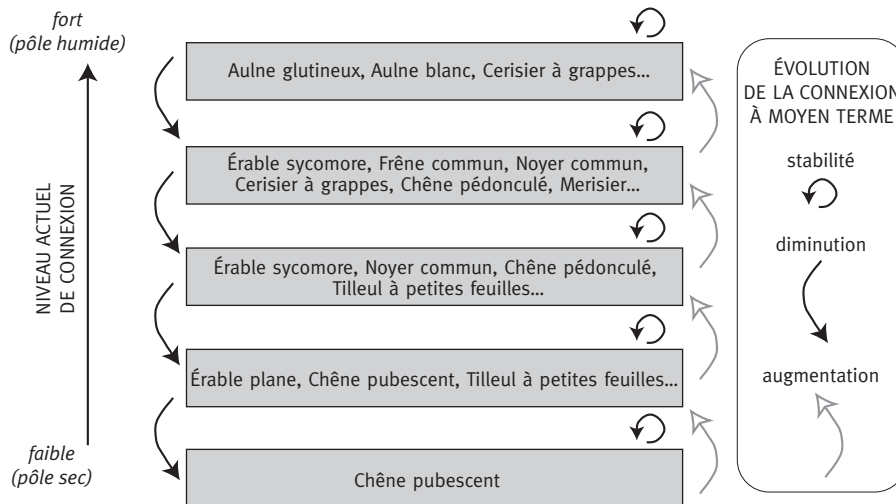 fort
(pôle humide)
NIVEAU ACTUEL
DE CONNEXION
faible
(pôle sec)
Aulne glutineux, Aulne blanc, Cerisier à grappes...
Érable sycomore, Frêne commun, Noyer commun,
Cerisier à grappes, Chêne pédonculé, Merisier...
Érable sycomore, Noyer commun, Chêne pédonculé,
Tilleul à petites feuilles...
Érable plane, Chêne pubescent, Tilleul à petites feuilles...
Chêne pubescent
ÉVOLUTION
DE LA CONNEXION
À MOYEN TERME
stabilité
diminution
augmentation